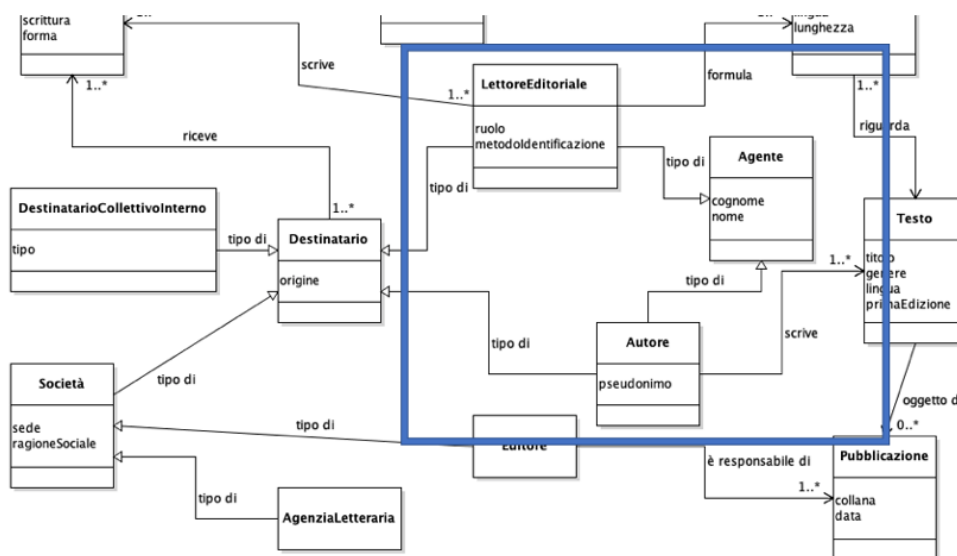 scrittura
forma
1..*
scrive
1..*
riceve
DestinatarioCollettivoInterno
tipo
tipo di
1..*
Destinatario
origine
LettoreEditoriale
ruolo
metodoIdentificazione
tipo di
formula
lunghezza
1..*
riguarda
tipo di
Agente
cognome
nome
tipo di
Testo
titolo
genere
lingua
primaEdizione
1..*
scrive
Autore
pseudonimo
tipo di
Società
sede
ragioneSociale
tipo di
tipo di
Editore
tipo di
AgenziaLetteraria
è responsabile di
1..*
oggetto d
0..*
Pubblicazione
collana
data